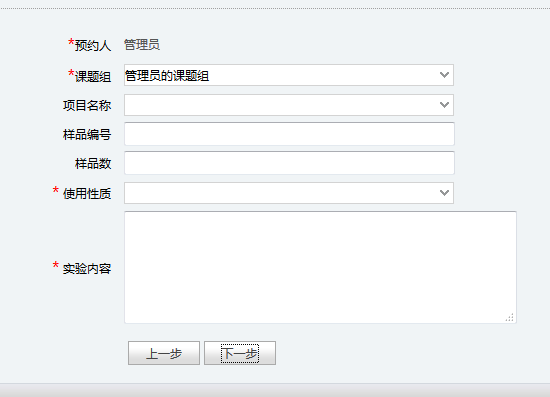 *预约人 管理员
*课题组 管理员的课题组
项目名称
样品编号
样品数
* 使用性质
* 实验内容
上一步 下一步